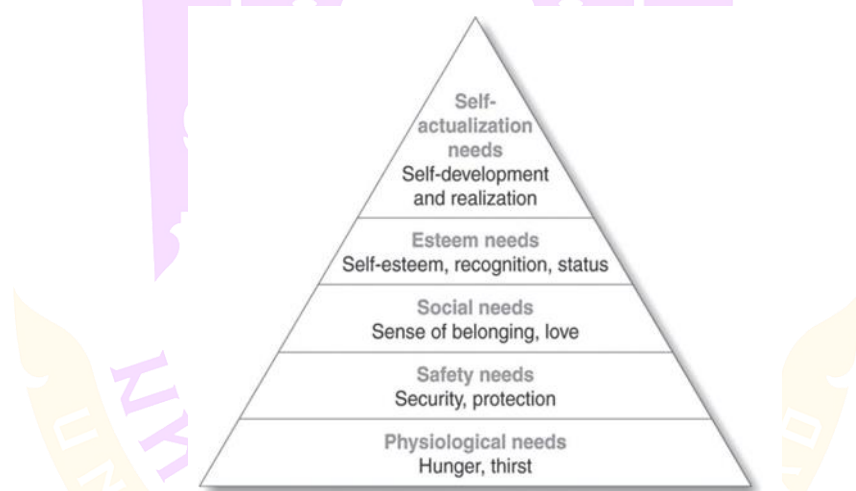 Self-
actualization
needs
Self-development
and realization
Esteem needs
Self-esteem, recognition, status
Social needs
Sense of belonging, love
Safety needs
Security, protection
Physiological needs
Hunger, thirst